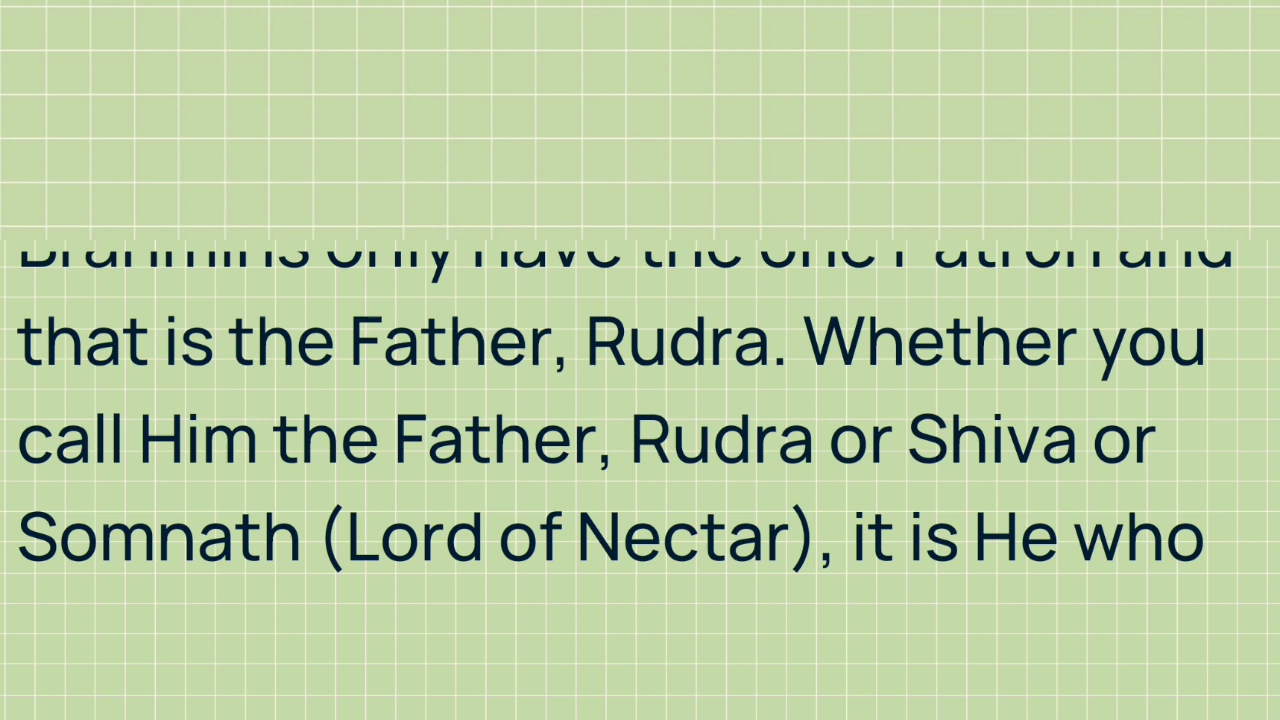 Brahmins only have the one Patron and
that is the Father, Rudra. Whether you
call Him the Father, Rudra or Shiva or
Somnath (Lord of Nectar), it is He who